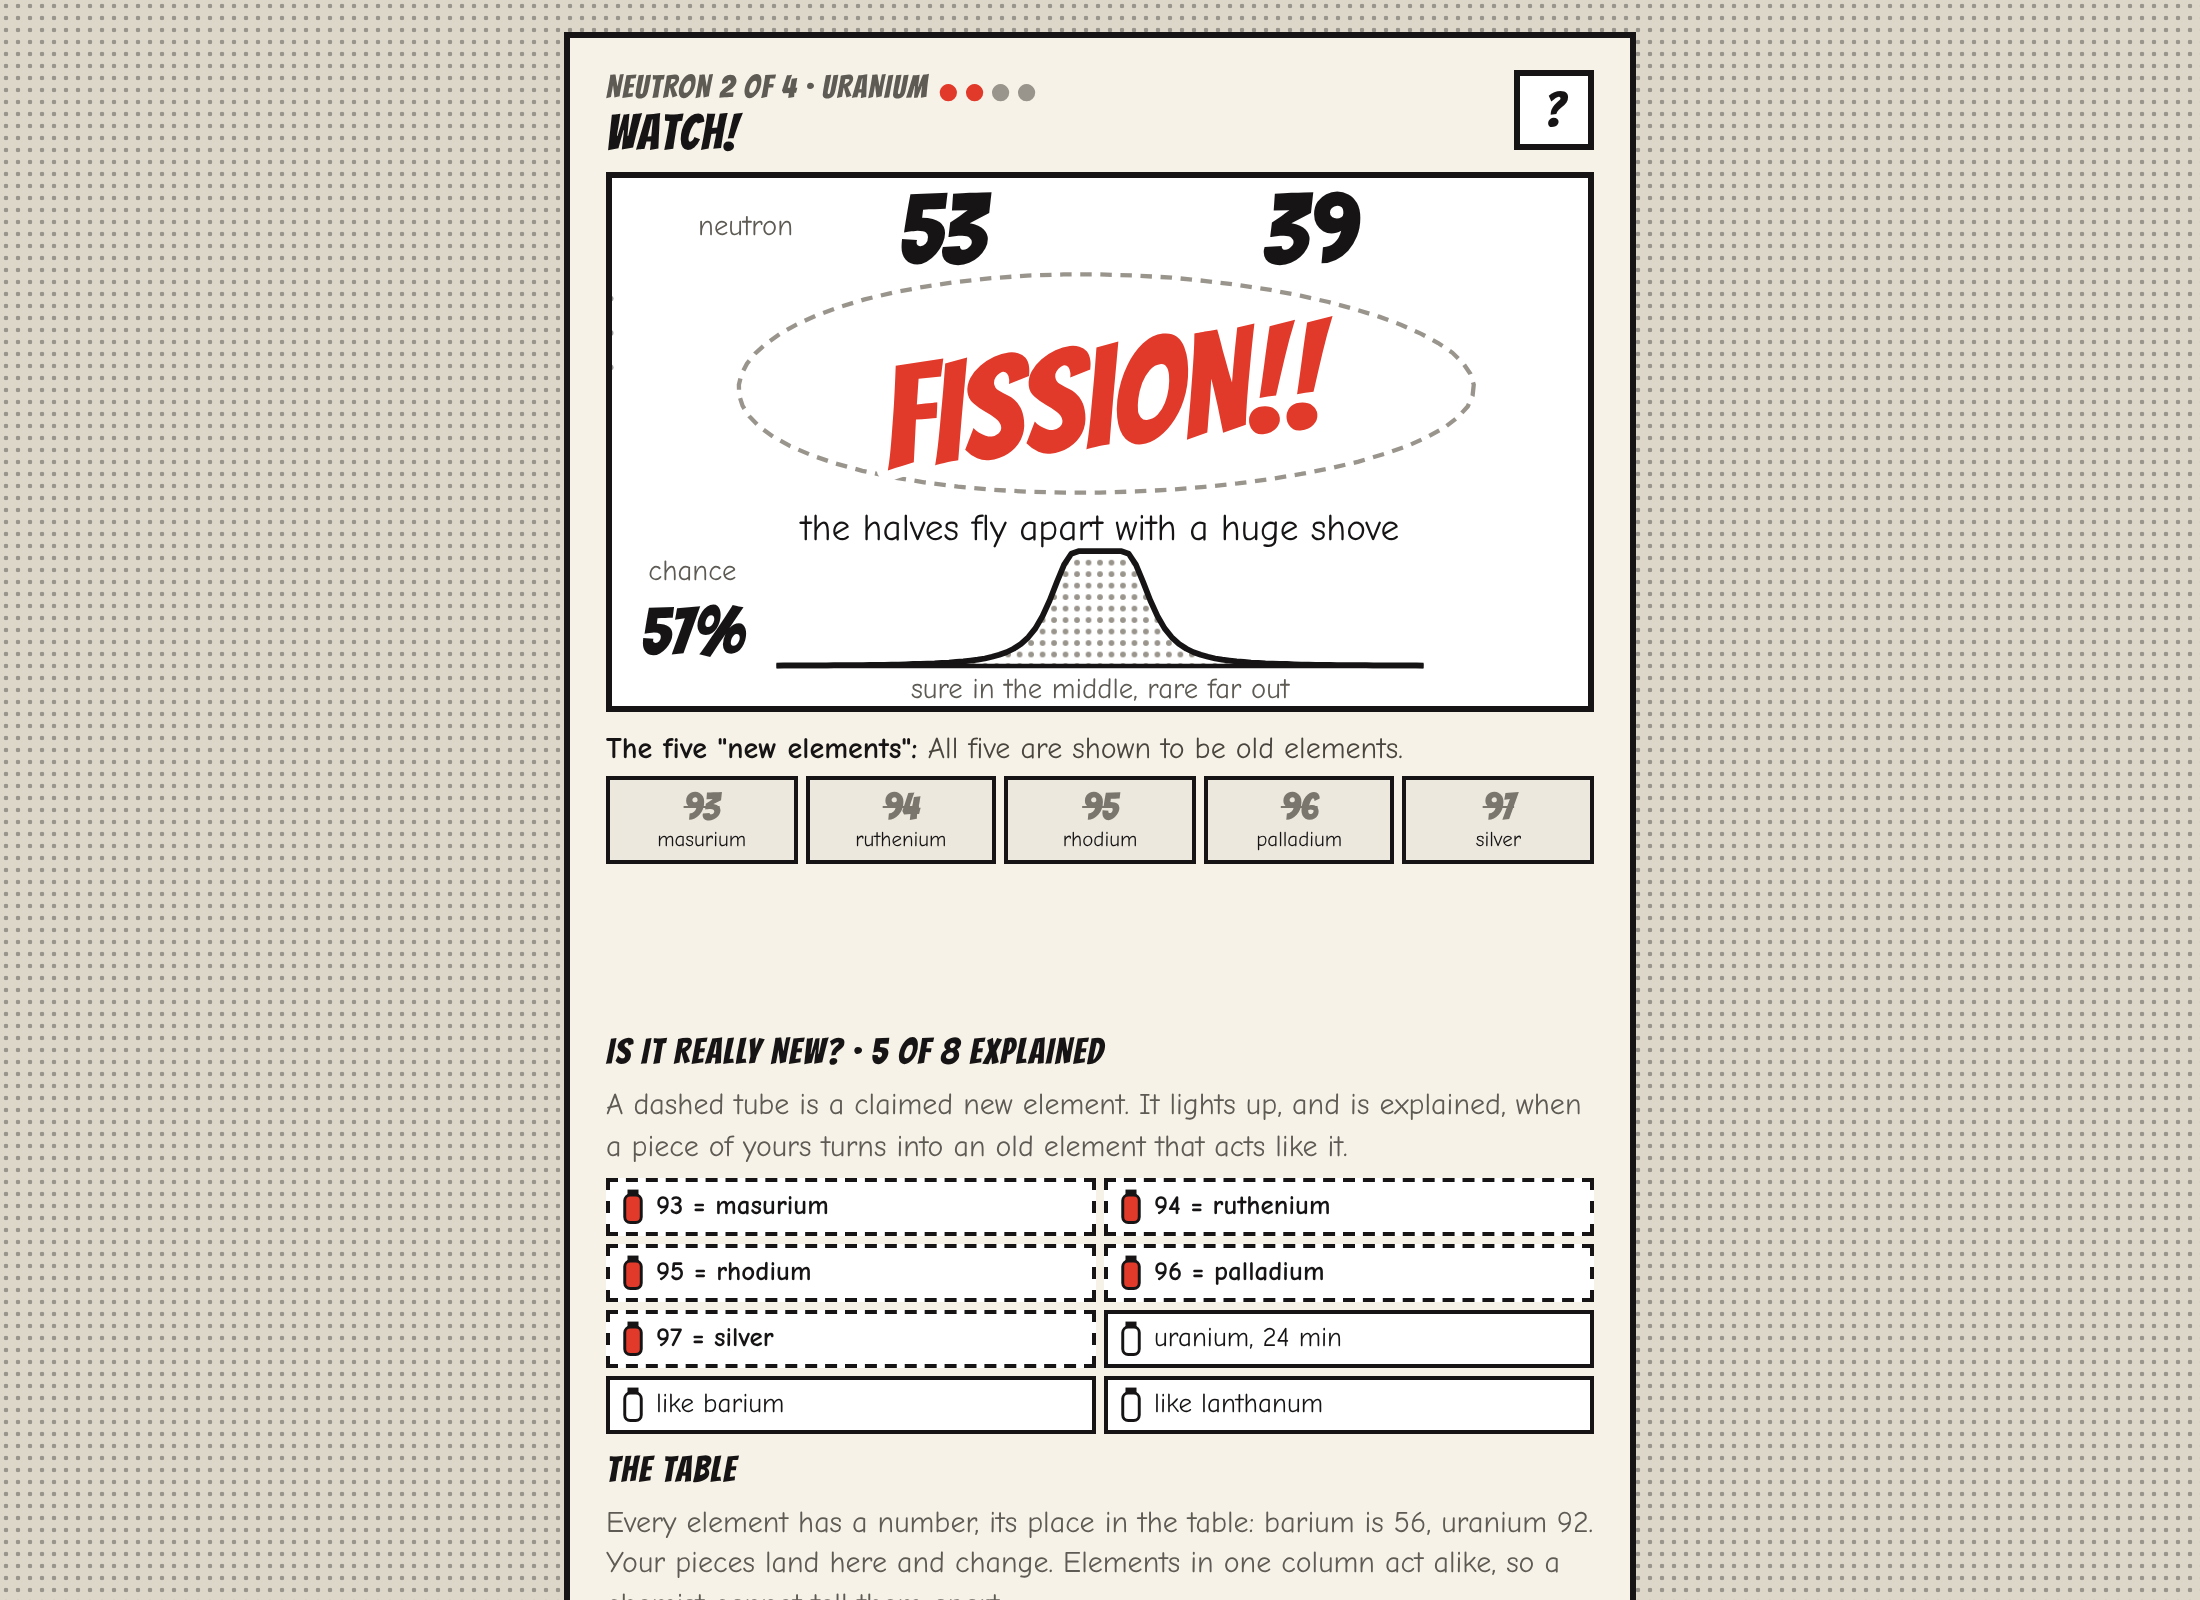 NEUTRON 2 OF 4 · URANIUM
WATCH!
?
neutron
53
39
FISSION!!
the halves fly apart with a huge shove
chance
57%
sure in the middle, rare far out
The five "new elements": All five are shown to be old elements.
93
masurium
94
ruthenium
95
rhodium
96
palladium
97
silver
IS IT REALLY NEW? · 5 OF 8 EXPLAINED
A dashed tube is a claimed new element. It lights up, and is explained, when
a piece of yours turns into an old element that acts like it.
93 = masurium
94 = ruthenium
95 = rhodium
96 = palladium
97 = silver
uranium, 24 min
like barium
like lanthanum
THE TABLE
Every element has a number, its place in the table: barium is 56, uranium 92.
Your pieces land here and change. Elements in one column act alike, so a
chemist cannot tell them apart.